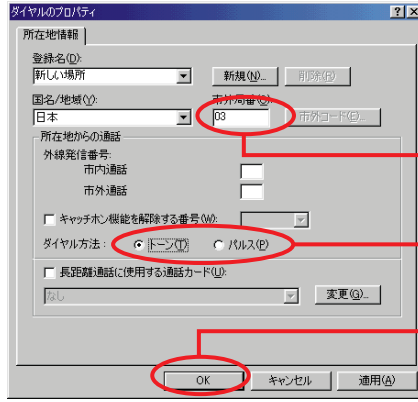 ダイヤルのプロパティ
所在地情報
登録名(D):
新しい場所 新規(N)... 削除(R)
国名/地域(Y): 市外局番(C):
日本 03 市外コード(E)...
所在地からの通話
外線発信番号:
市内通話
市外通話
キャッチホン機能を解除する番号(W):
ダイヤル方法: トーン(T) パルス(P)
長距離通話に使用する通話カード(U):
なし 変更(G)...
OK キャンセル 適用(A)